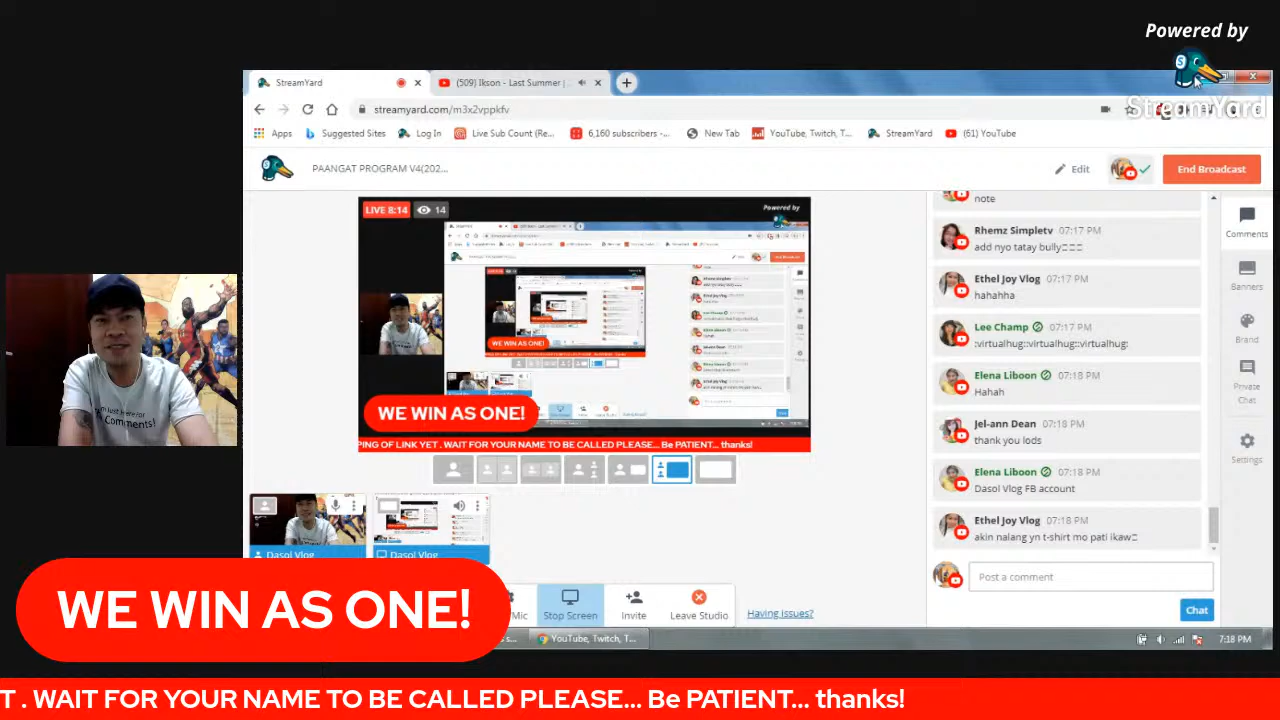 Powered by
StreamYard
StreamYard
(509) Ikson - Last Summer |
streamyard.com/m3x2vppkfv
Apps
Suggested Sites
Log In
Live Sub Count (Re...
6,160 subscribers -...
New Tab
YouTube, Twitch, T...
StreamYard
(61) YouTube
PAANGAT PROGRAM V4(202...
Edit
End Broadcast
LIVE 8:14
14
Powered by
WE WIN AS ONE!
WE WIN AS ONE!
PING OF LINK YET . WAIT FOR YOUR NAME TO BE CALLED PLEASE... Be PATIENT... thanks!
note
Rhemz Simpletv 07:17 PM
add nyo tatay bully
Ethel Joy Vlog 07:17 PM
hahahha
Lee Champ 07:17 PM
:virtualhug::virtualhug::virtualhug:
Elena Liboon 07:18 PM
Hahah
Jel-ann Dean 07:18 PM
thank you lods
Elena Liboon 07:18 PM
Dasol Vlog FB account
Ethel Joy Vlog 07:18 PM
akin nalang yn t-shirt mo pati ikaw
Post a comment
Chat
Comments
Banners
Brand
Private
Chat
Settings
Comments!
Dasol Vlog
Dasol Vlog
Mic
Stop Screen
Invite
Leave Studio
Having issues?
YouTube, Twitch, T...
7:18 PM
WE WIN AS ONE!
T . WAIT FOR YOUR NAME TO BE CALLED PLEASE... Be PATIENT... thanks!